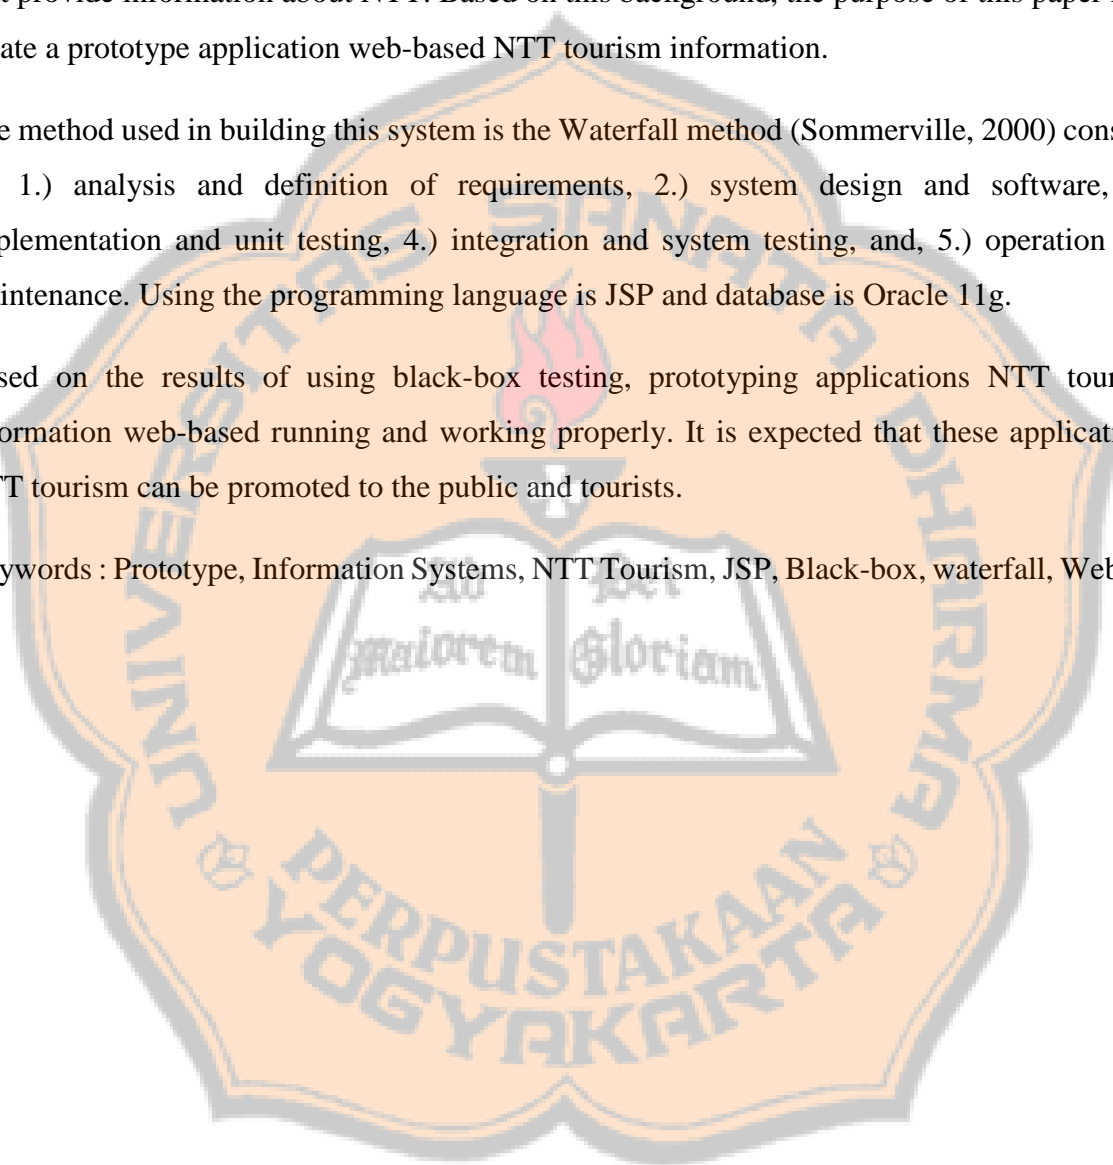 t provide information about NTT. Based on this background, the purpose of this paper
ate a prototype application web-based NTT tourism information.
e method used in building this system is the Waterfall method (Sommerville, 2000) cons
1.) analysis and definition of requirements, 2.) system design and software,
plementation and unit testing, 4.) integration and system testing, and, 5.) operation
intenance. Using the programming language is JSP and database is Oracle 11g.
sed on the results of using black-box testing, prototyping applications NTT tour
ormation web-based running and working properly. It is expected that these applicati
TT tourism can be promoted to the public and tourists.
ywords : Prototype, Information Systems, NTT Tourism, JSP, Black-box, waterfall, Web
UNIVERSITAS SANATA DHARMA
Ad Dei
Maiorem Gloriam
PERPUSTAKAAN
YOGYAKARTA